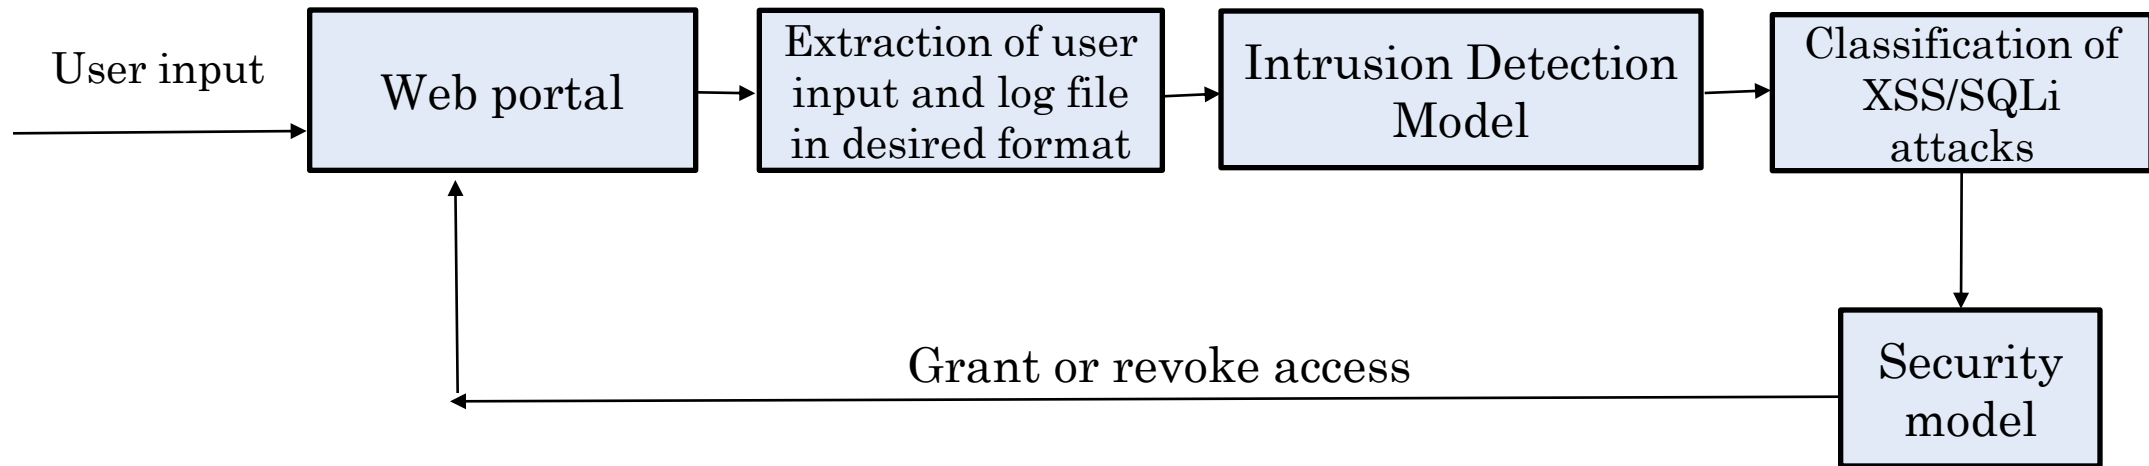 User input
Web portal
Extraction of user
input and log file
in desired format
Intrusion Detection
Model
Classification of
XSS/SQLi
attacks
Grant or revoke access
Security
model